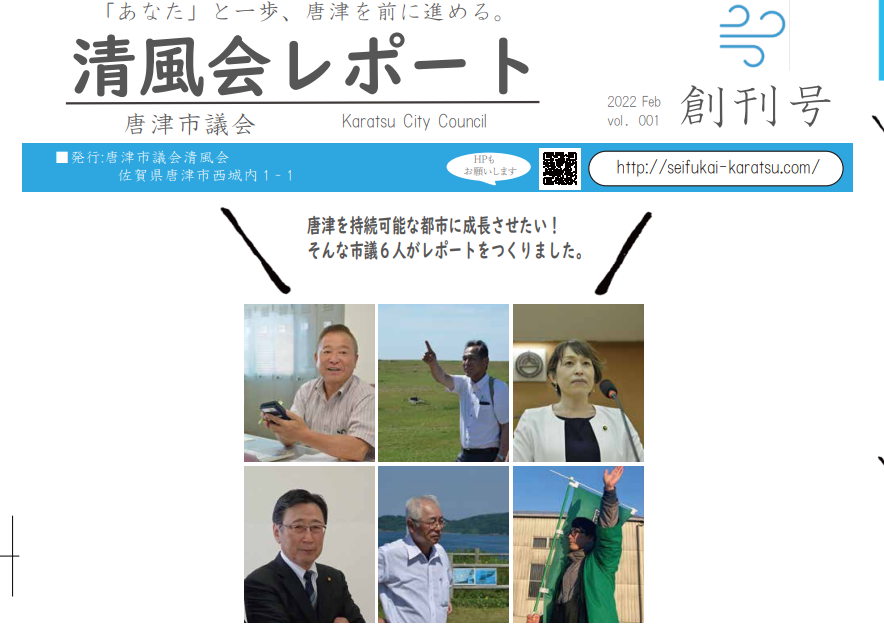 「あなた」と一歩、唐津を前に進める。
清風会レポート
唐津市議会 Karatsu City Council
2022 Feb
vol. 001
創刊号
■発行:唐津市議会清風会
佐賀県唐津市西城内1-1
HPも
お願いします
http://seifukai-karatsu.com/
唐津を持続可能な都市に成長させたい！
そんな市議6人がレポートをつくりました。